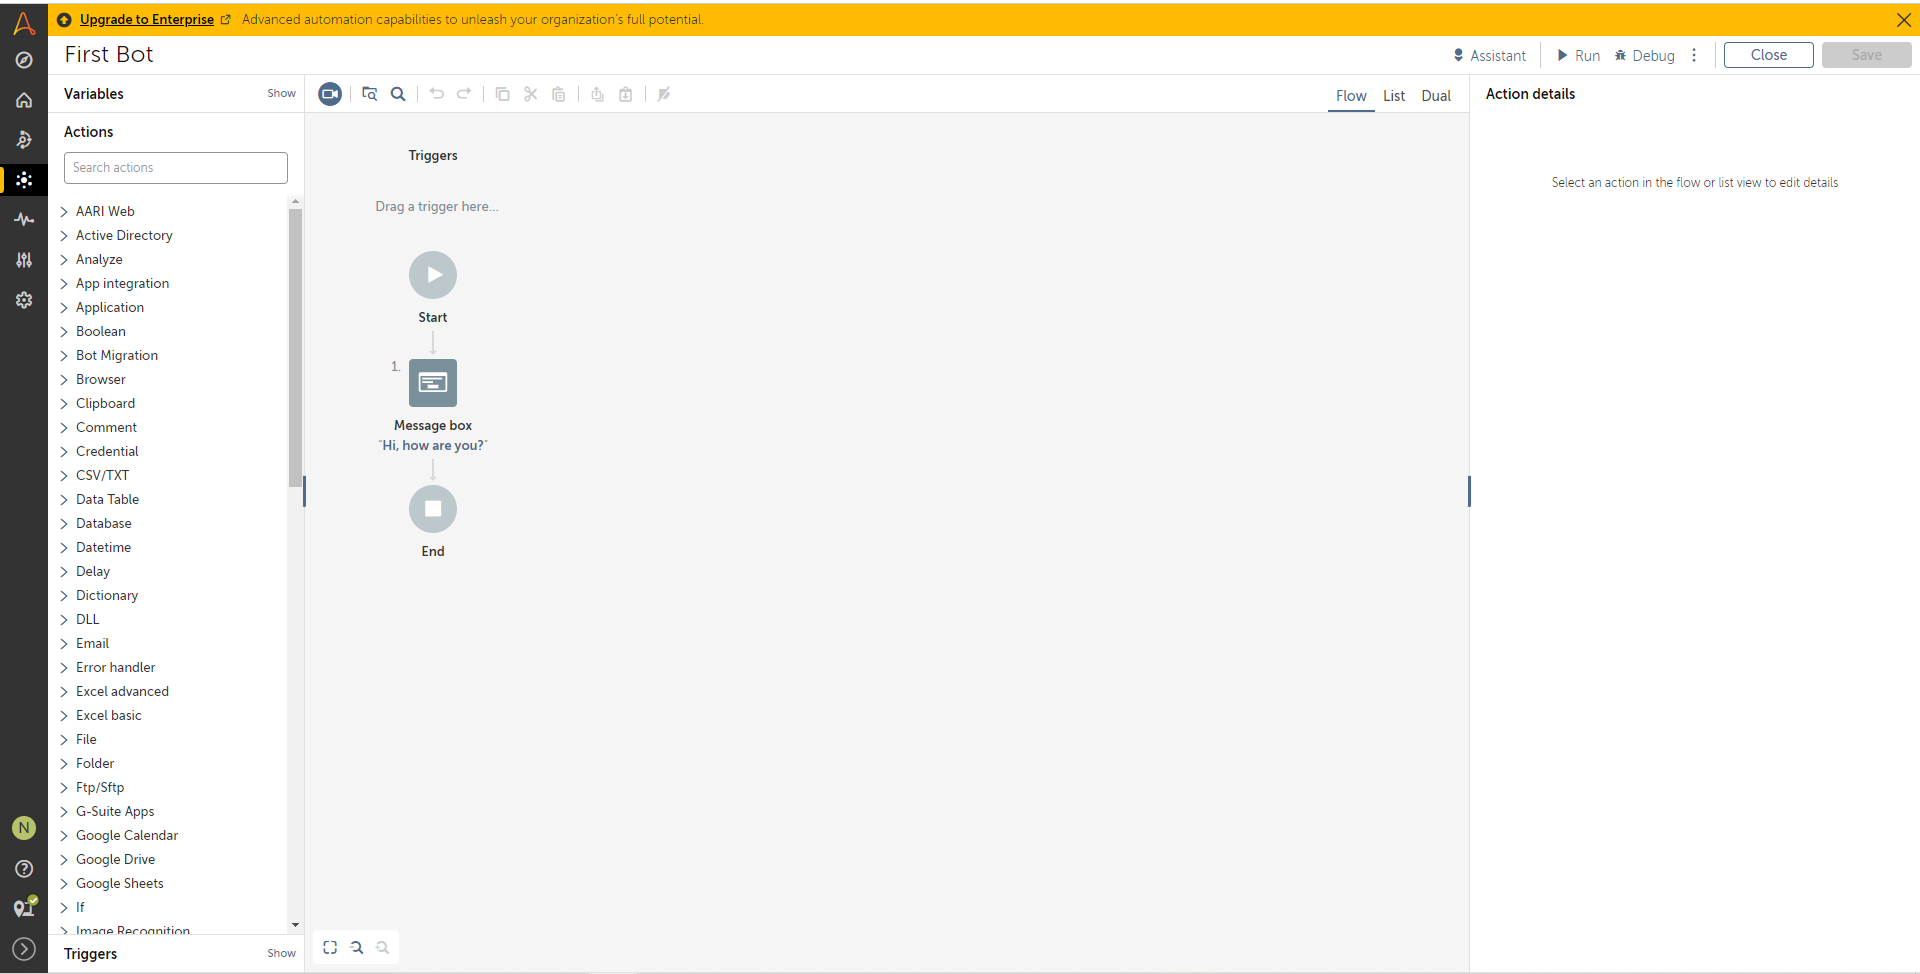 Upgrade to Enterprise Advanced automation capabilities to unleash your organization's full potential.
First Bot
Assistant Run Debug Close Save
Variables Show
Flow List Dual
Action details
Actions
Search actions
AARI Web
Active Directory
Analyze
App integration
Application
Boolean
Bot Migration
Browser
Clipboard
Comment
Credential
CSV/TXT
Data Table
Database
Datetime
Delay
Dictionary
DLL
Email
Error handler
Excel advanced
Excel basic
File
Folder
Ftp/Sftp
G-Suite Apps
Google Calendar
Google Drive
Google Sheets
If
Image Recognition
Triggers Show
N
Triggers
Drag a trigger here...
Start
1.
Message box
"Hi, how are you?"
End
Select an action in the flow or list view to edit details